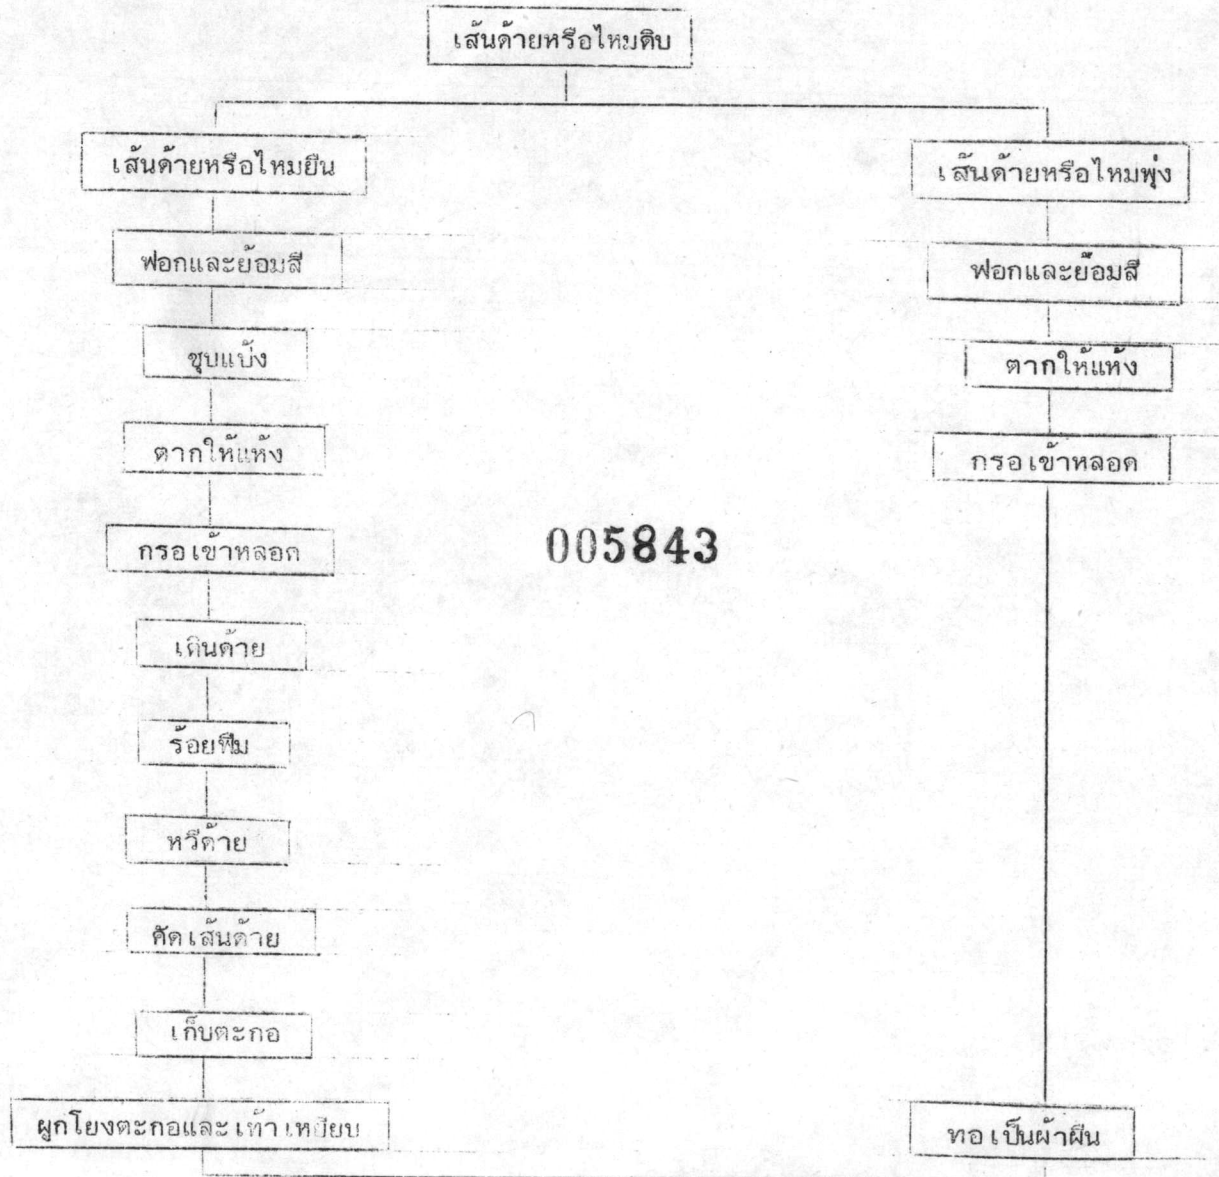 เส้นด้ายหรือไหมดิบ
เส้นด้ายหรือไหมยืน
เส้นด้ายหรือไหมพุ่ง
ฟอกและย้อมสี
ฟอกและย้อมสี
ชุบแป้ง
ตากให้แห้ง
ตากให้แห้ง
กรอเข้าหลอด
กรอเข้าหลอด
005843
เดินด้าย
ร้อยฟืม
หวีด้าย
คัดเส้นด้าย
เก็บตะกอ
ผูกโยงตะกอและเท้าเหยียบ
ทอเป็นผ้าผืน